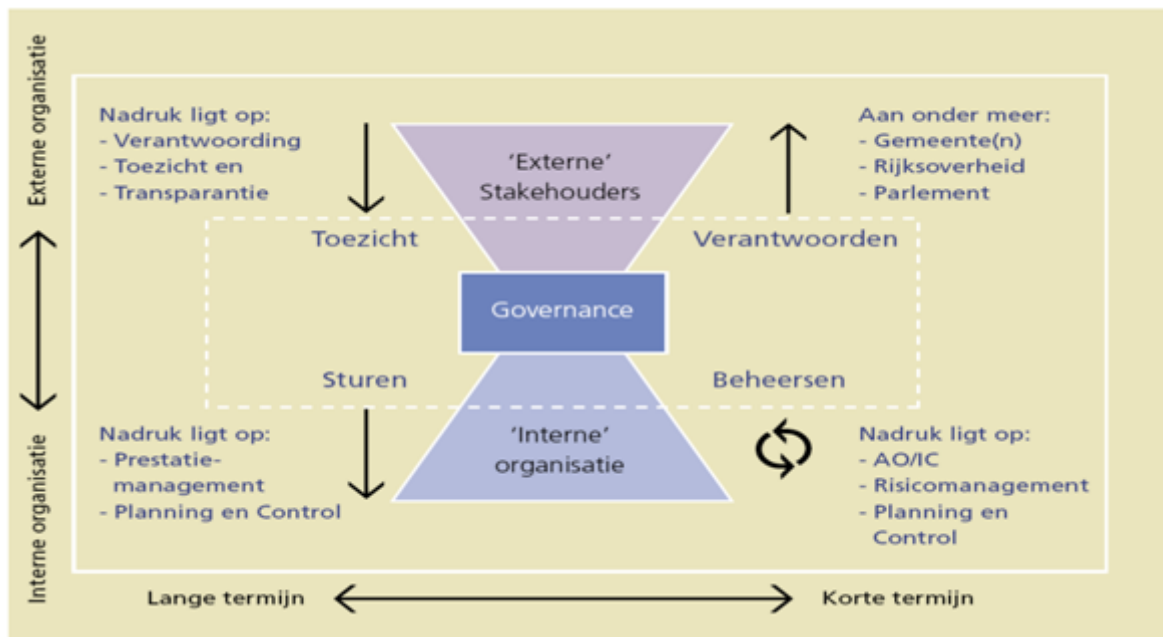 Externe organisatie
Interne organisatie
Nadruk ligt op:
- Verantwoording
- Toezicht en
- Transparantie
'Externe'
Stakehouders
Aan onder meer:
- Gemeente(n)
- Rijksoverheid
- Parlement
Toezicht
Verantwoorden
Governance
Sturen
Beheersen
Nadruk ligt op:
- Prestatie-
management
- Planning en Control
'Interne'
organisatie
Nadruk ligt op:
- AO/IC
- Risicomanagement
- Planning en
Control
Lange termijn
Korte termijn